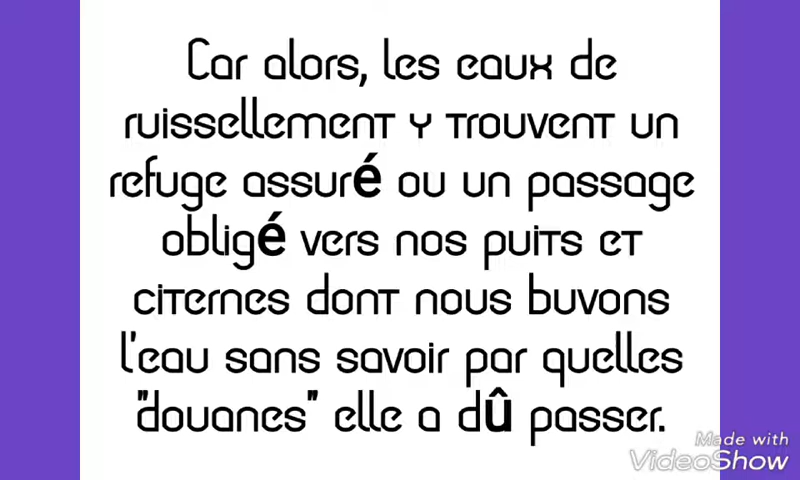 Car alors, les eaux de
ruissellement y trouvent un
refuge assuré ou un passage
obligé vers nos puits et
citernes dont nous buvons
l'eau sans savoir par quelles
"douanes" elle a dû passer.
Made with
VideoShow